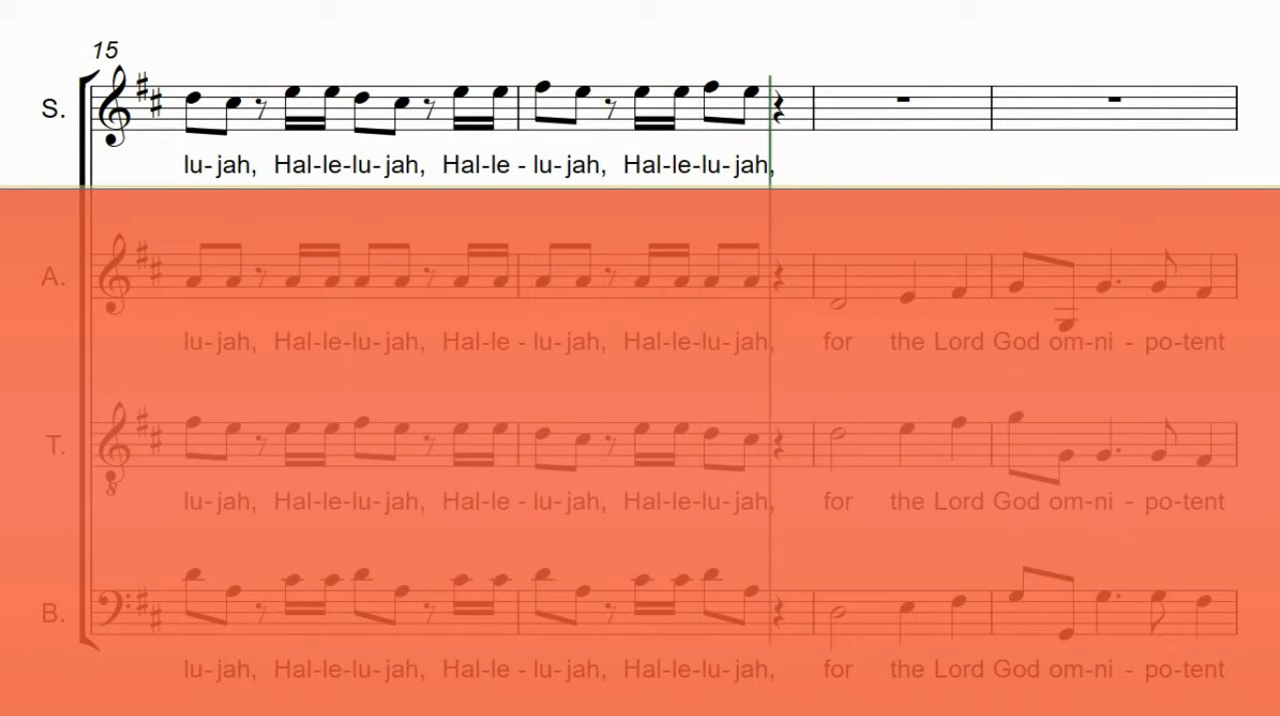 15
S.
lu-jah, Hal-le-lu-jah, Hal-le - lu-jah, Hal-le-lu-jah,
A.
lu-jah, Hal-le-lu-jah, Hal-le - lu-jah, Hal-le-lu-jah, for the Lord God om-ni - po-tent
T.
8
lu-jah, Hal-le-lu-jah, Hal-le - lu-jah, Hal-le-lu-jah, for the Lord God om-ni - po-tent
B.
lu-jah, Hal-le-lu-jah, Hal-le - lu-jah, Hal-le-lu-jah, for the Lord God om-ni - po-tent